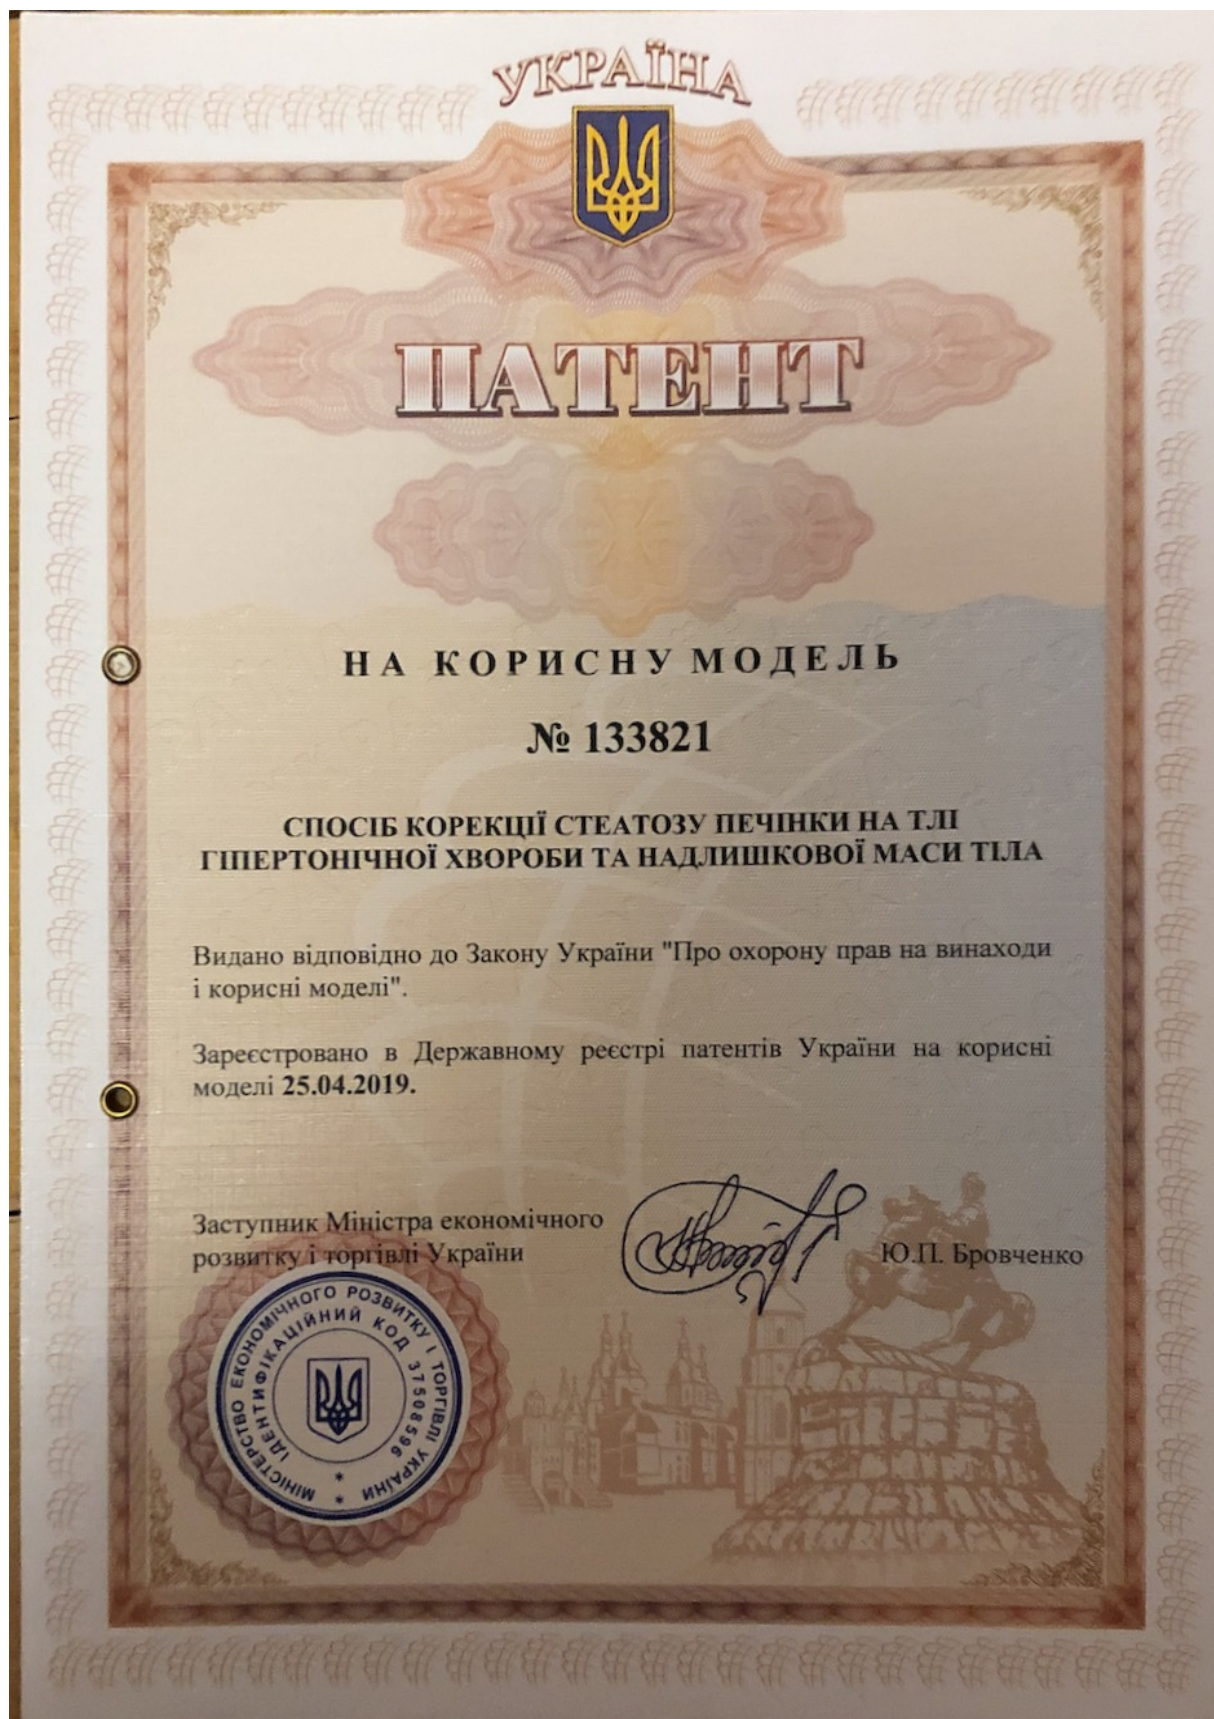 УКРАЇНА
ПАТЕНТ
НА КОРИСНУ МОДЕЛЬ
№ 133821
СПОСІБ КОРЕКЦІЇ СТЕАТОЗУ ПЕЧІНКИ НА ТЛІ
ГІПЕРТОНІЧНОЇ ХВОРОБИ ТА НАДЛИШКОВОЇ МАСИ ТІЛА
Видано відповідно до Закону України "Про охорону прав на винаходи
і корисні моделі".
Зареєстровано в Державному реєстрі патентів України на корисні
моделі 25.04.2019.
Заступник Міністра економічного
розвитку і торгівлі України
Ю.П. Бровченко
МІНІСТЕРСТВО ЕКОНОМІЧНОГО РОЗВИТКУ І ТОРГІВЛІ УКРАЇНИ *
ІДЕНТИФІКАЦІЙНИЙ КОД 37508596 *